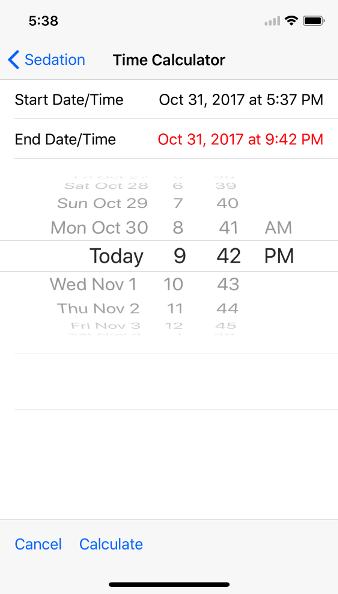 5:38
Sedation Time Calculator
Start Date/Time Oct 31, 2017 at 5:37 PM
End Date/Time Oct 31, 2017 at 9:42 PM
Sat Oct 28 6 39
Sun Oct 29 7 40
Mon Oct 30 8 41 AM
Today 9 42 PM
Wed Nov 1 10 43
Thu Nov 2 11 44
Fri Nov 3 12 45
Cancel Calculate